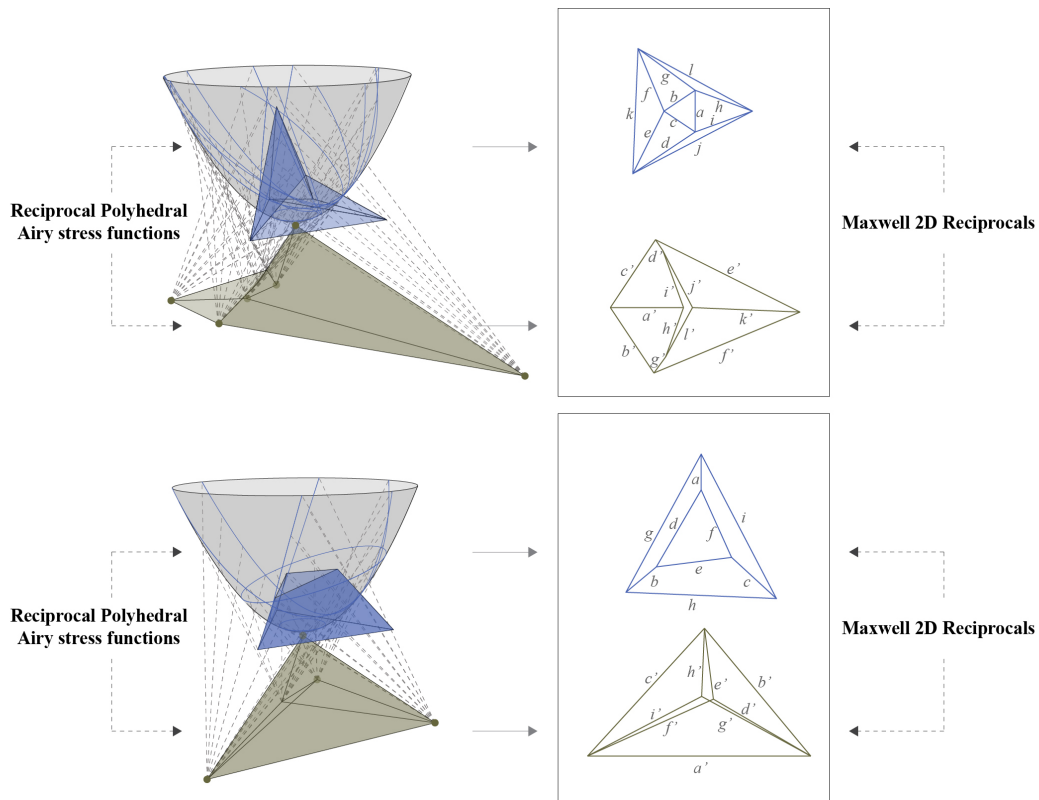 l
g
f
b
h
k
a
i
c
e
d
j
Reciprocal Polyhedral
Airy stress functions
Maxwell 2D Reciprocals
c’
d’
e’
j’
i’
a’
k’
h’
l’
b’
f’
g’
a
i
g
d
f
e
b
c
h
Reciprocal Polyhedral
Airy stress functions
Maxwell 2D Reciprocals
c’
h’
e’
b’
i’
d’
f’
g’
a’